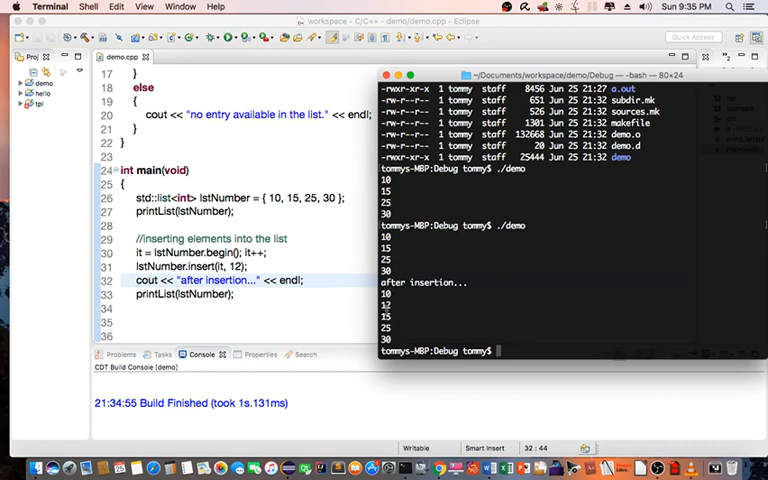 Terminal Shell Edit View Window Help
Sun 9:35 PM
workspace - C/C++ - demo/demo.cpp - Eclipse
Quick Access
Proj
demo
hello
tpl
demo.cpp
17 }
18 else
19 {
20 cout << "no entry available in the list." << endl;
21 }
22 }
23
24 int main(void)
25 {
26 std::list<int> lstNumber = { 10, 15, 25, 30 };
27 printList(lstNumber);
28
29 //inserting elements into the list
30 it = lstNumber.begin(); it++;
31 lstNumber.insert(it, 12);
32 cout << "after insertion..." << endl;
33 printList(lstNumber);
34
35
36
~/Documents/workspace/demo/Debug — -bash — 80×24
-rwxr-xr-x 1 tommy staff 8456 Jun 25 21:27 a.out
-rw-r--r-- 1 tommy staff 651 Jun 25 21:32 subdir.mk
-rw-r--r-- 1 tommy staff 526 Jun 25 21:32 sources.mk
-rw-r--r-- 1 tommy staff 1301 Jun 25 21:32 makefile
-rw-r--r-- 1 tommy staff 132668 Jun 25 21:32 demo.o
-rw-r--r-- 1 tommy staff 20 Jun 25 21:32 demo.d
-rwxr-xr-x 1 tommy staff 25444 Jun 25 21:32 demo
tommys-MBP:Debug tommy$ ./demo
10
15
25
30
tommys-MBP:Debug tommy$ ./demo
10
15
25
30
after insertion...
10
12
15
25
30
tommys-MBP:Debug tommy$
Problems Tasks Console Properties Search
CDT Build Console [demo]
21:34:55 Build Finished (took 1s.131ms)
Writable Smart Insert 32 : 44